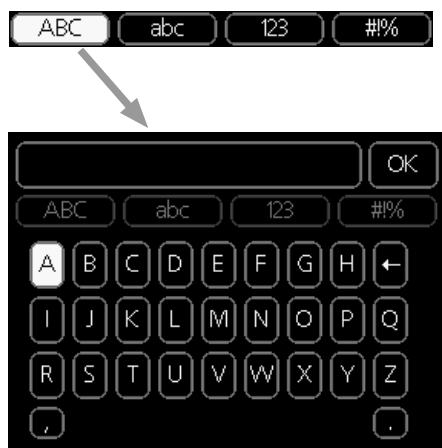 ABC abc 123 #!%
OK
ABC abc 123 #!%
A B C D E F G H ←
I J K L M N O P Q
R S T U V W X Y Z
, .